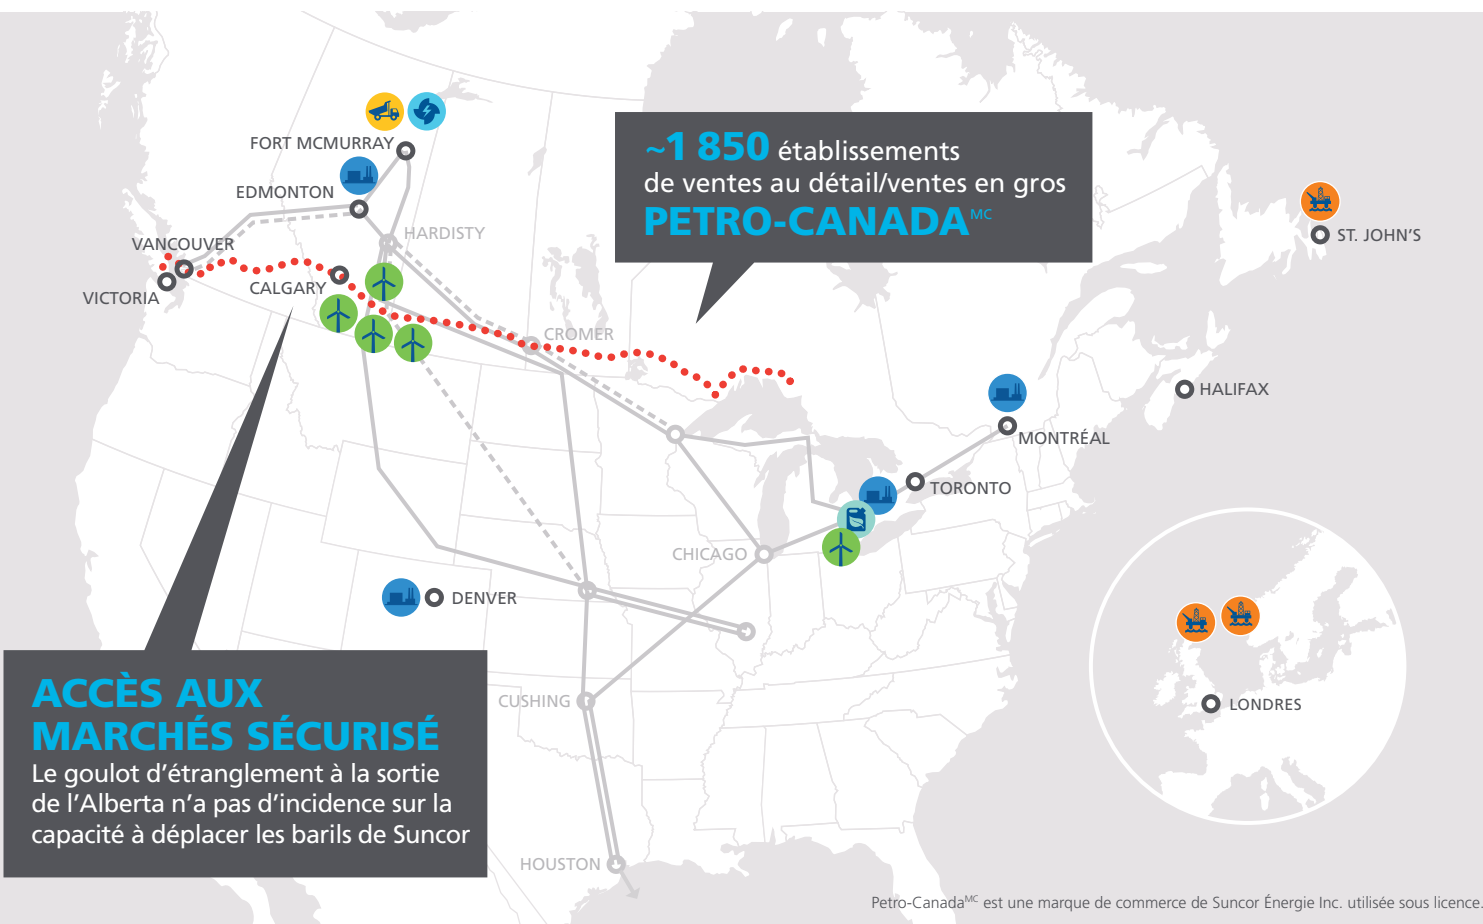 ~1 850 établissements
de ventes au détail/ventes en gros
PETRO-CANADAᴹᶜ
FORT MCMURRAY
EDMONTON
HARDISTY
VANCOUVER
VICTORIA
CALGARY
CROMER
ST. JOHN’S
HALIFAX
MONTRÉAL
TORONTO
CHICAGO
DENVER
CUSHING
HOUSTON
LONDRES
ACCÈS AUX
MARCHÉS SÉCURISÉ
Le goulot d’étranglement à la sortie
de l’Alberta n’a pas d’incidence sur la
capacité à déplacer les barils de Suncor
Petro-Canadaᴹᶜ est une marque de commerce de Suncor Énergie Inc. utilisée sous licence.